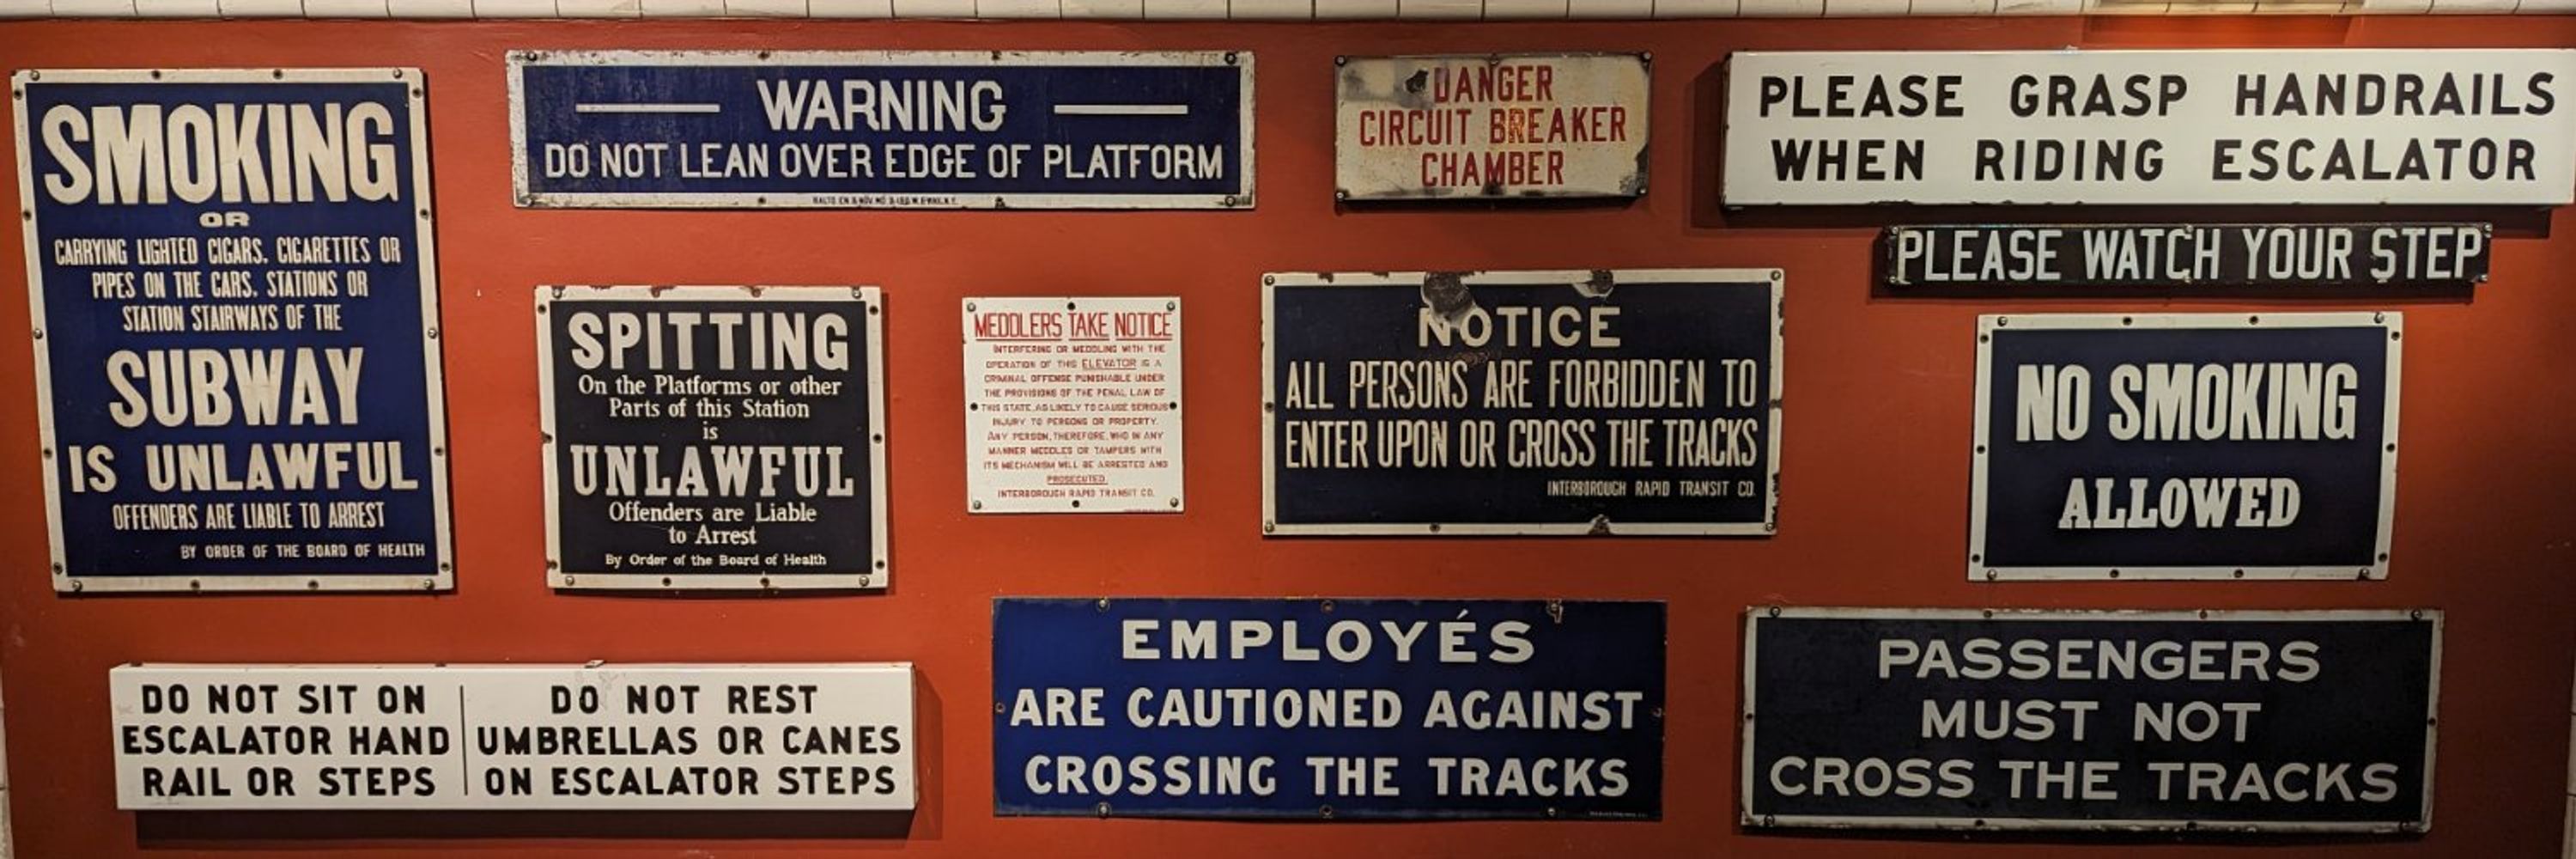 SMOKING
OR
CARRYING LIGHTED CIGARS, CIGARETTES OR
PIPES ON THE CARS, STATIONS OR
STATION STAIRWAYS OF THE
SUBWAY
IS UNLAWFUL
OFFENDERS ARE LIABLE TO ARREST
BY ORDER OF THE BOARD OF HEALTH
WARNING
DO NOT LEAN OVER EDGE OF PLATFORM
DANGER
CIRCUIT BREAKER
CHAMBER
PLEASE GRASP HANDRAILS
WHEN RIDING ESCALATOR
PLEASE WATCH YOUR STEP
SPITTING
On the Platforms or other
Parts of this Station
is
UNLAWFUL
Offenders are Liable
to Arrest
By Order of the Board of Health
MEDDLERS TAKE NOTICE
INTERFERING OR MEDDLING WITH THE
OPERATION OF THIS ELEVATOR IS A
CRIMINAL OFFENSE PUNISHABLE UNDER
THE PROVISIONS OF THE PENAL LAW OF
THIS STATE, AS LIKELY TO CAUSE SERIOUS
INJURY TO PERSONS OR PROPERTY.
ANY PERSON, THEREFORE, WHO IN ANY
MANNER MEDDLES OR TAMPERS WITH
ITS MECHANISM WILL BE ARRESTED AND
PROSECUTED.
INTERBOROUGH RAPID TRANSIT CO.
NOTICE
ALL PERSONS ARE FORBIDDEN TO
ENTER UPON OR CROSS THE TRACKS
INTERBOROUGH RAPID TRANSIT CO.
NO SMOKING
ALLOWED
DO NOT SIT ON
ESCALATOR HAND
RAIL OR STEPS
DO NOT REST
UMBRELLAS OR CANES
ON ESCALATOR STEPS
EMPLOYÉS
ARE CAUTIONED AGAINST
CROSSING THE TRACKS
PASSENGERS
MUST NOT
CROSS THE TRACKS